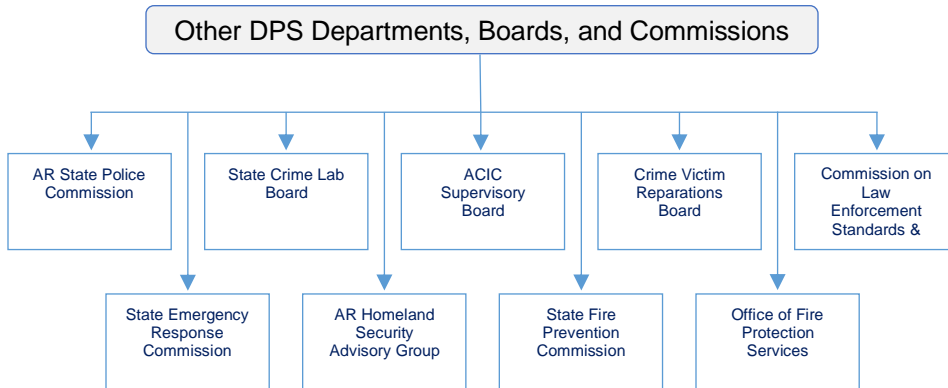 Other DPS Departments, Boards, and Commissions
AR State Police
Commission
State Crime Lab
Board
ACIC
Supervisory
Board
Crime Victim
Reparations
Board
Commission on
Law
Enforcement
Standards &
State Emergency
Response
Commission
AR Homeland
Security
Advisory Group
State Fire
Prevention
Commission
Office of Fire
Protection
Services